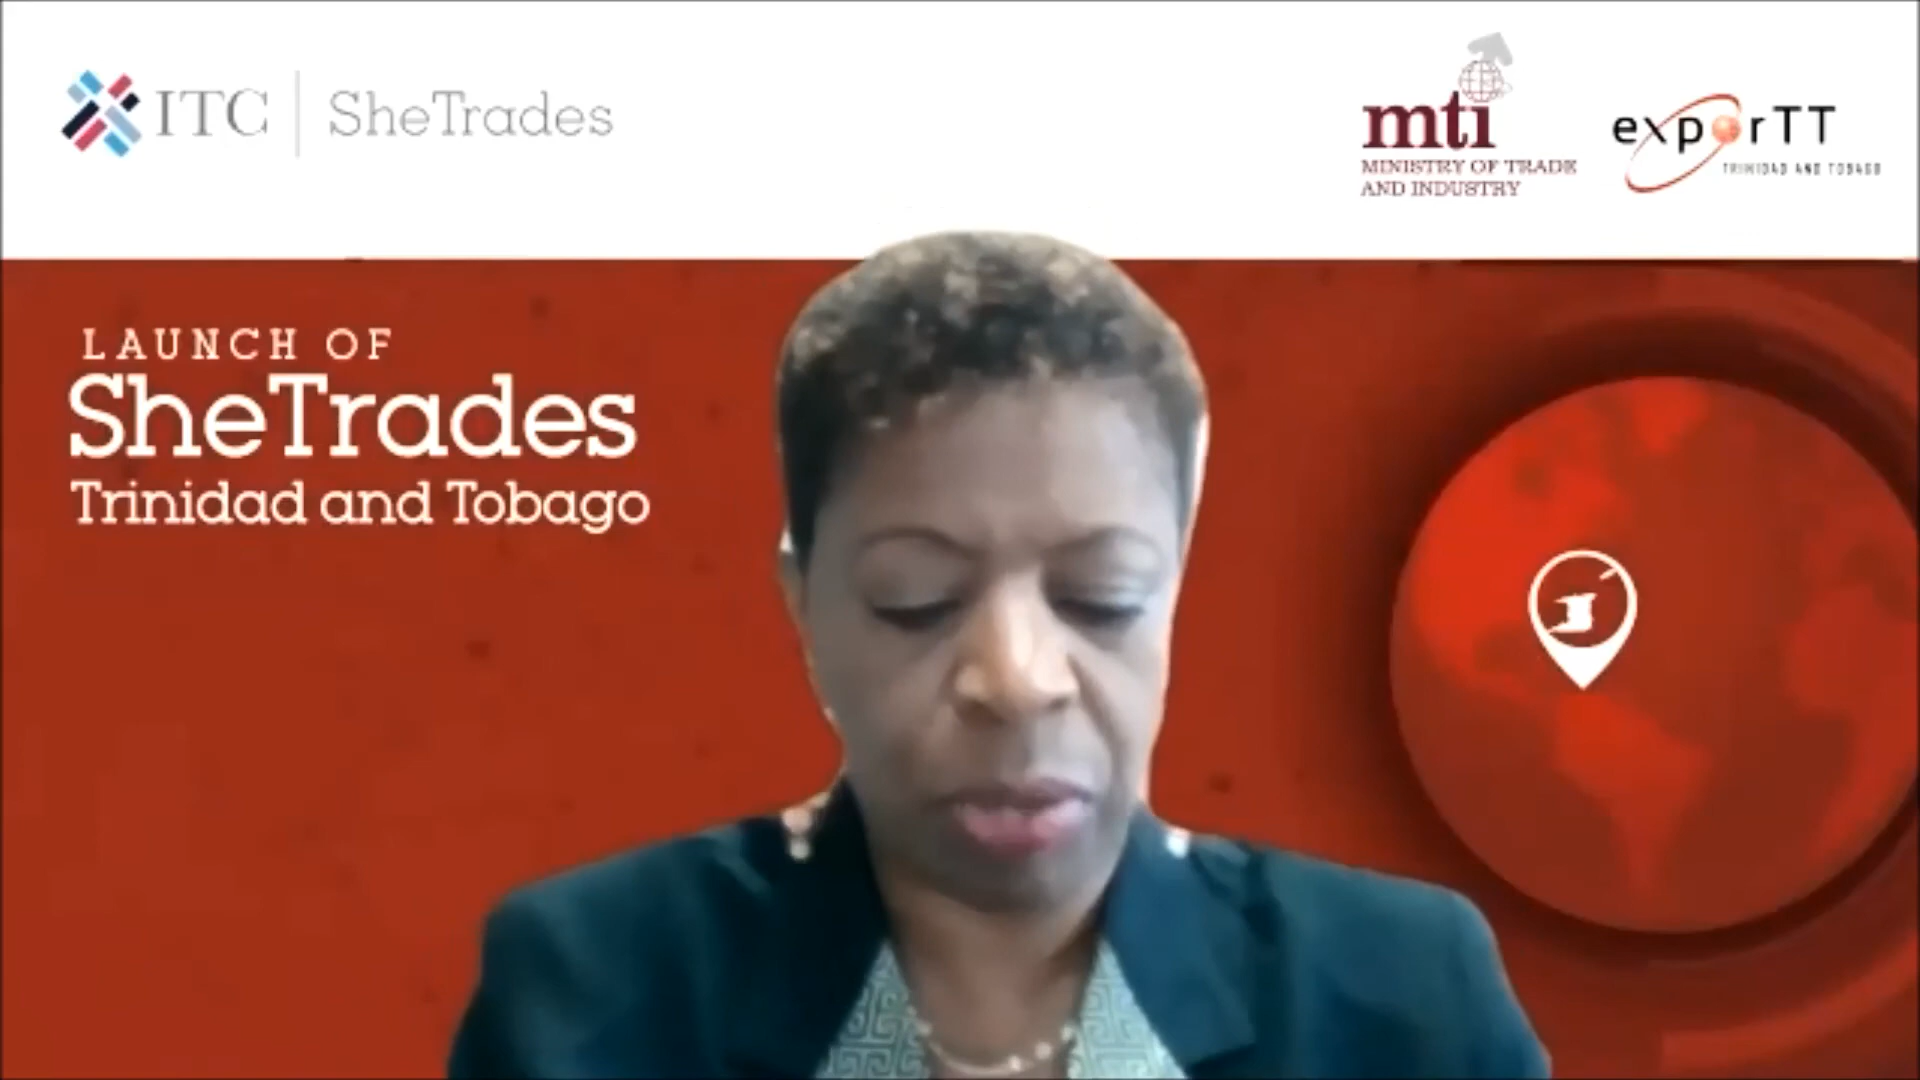 ITC | SheTrades
mti
MINISTRY OF TRADE
AND INDUSTRY
exporTT
TRINIDAD AND TOBAGO
LAUNCH OF
SheTrades
Trinidad and Tobago